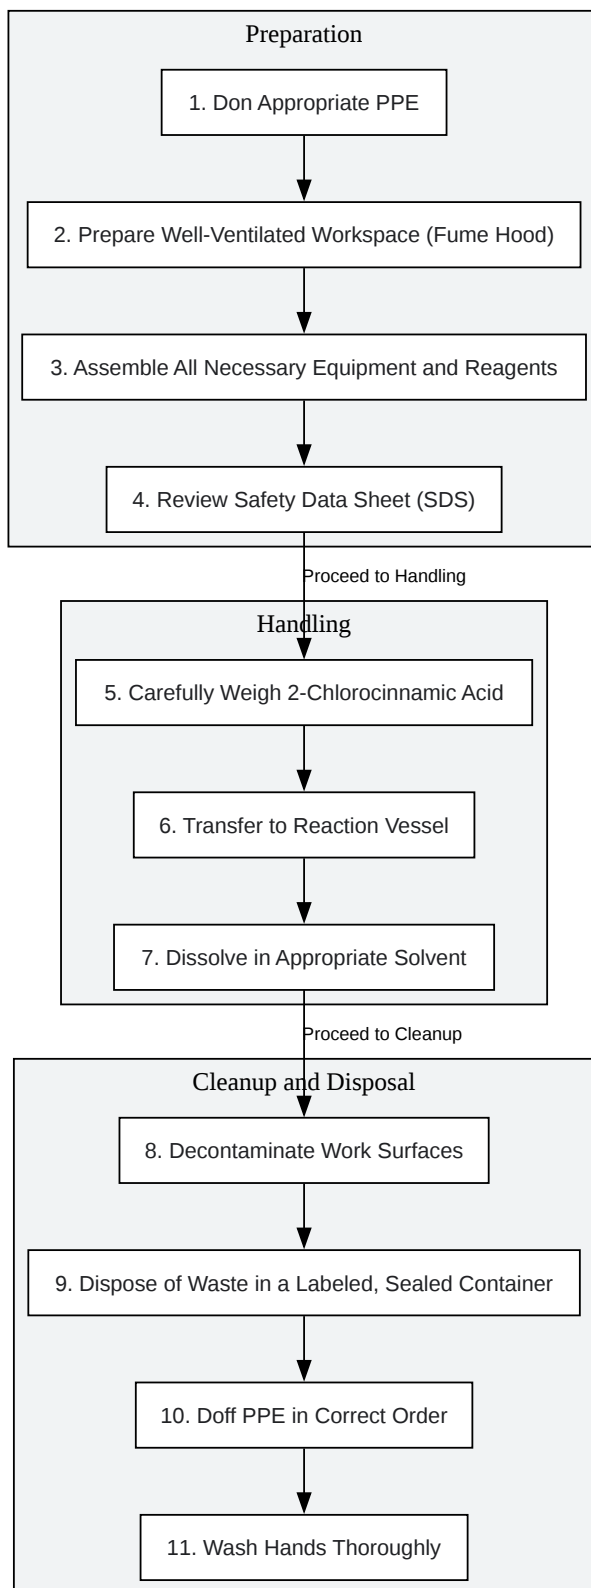 Preparation
1. Don Appropriate PPE
2. Prepare Well-Ventilated Workspace (Fume Hood)
3. Assemble All Necessary Equipment and Reagents
4. Review Safety Data Sheet (SDS)
Proceed to Handling
Handling
5. Carefully Weigh 2-Chlorocinnamic Acid
6. Transfer to Reaction Vessel
7. Dissolve in Appropriate Solvent
Proceed to Cleanup
Cleanup and Disposal
8. Decontaminate Work Surfaces
9. Dispose of Waste in a Labeled, Sealed Container
10. Doff PPE in Correct Order
11. Wash Hands Thoroughly